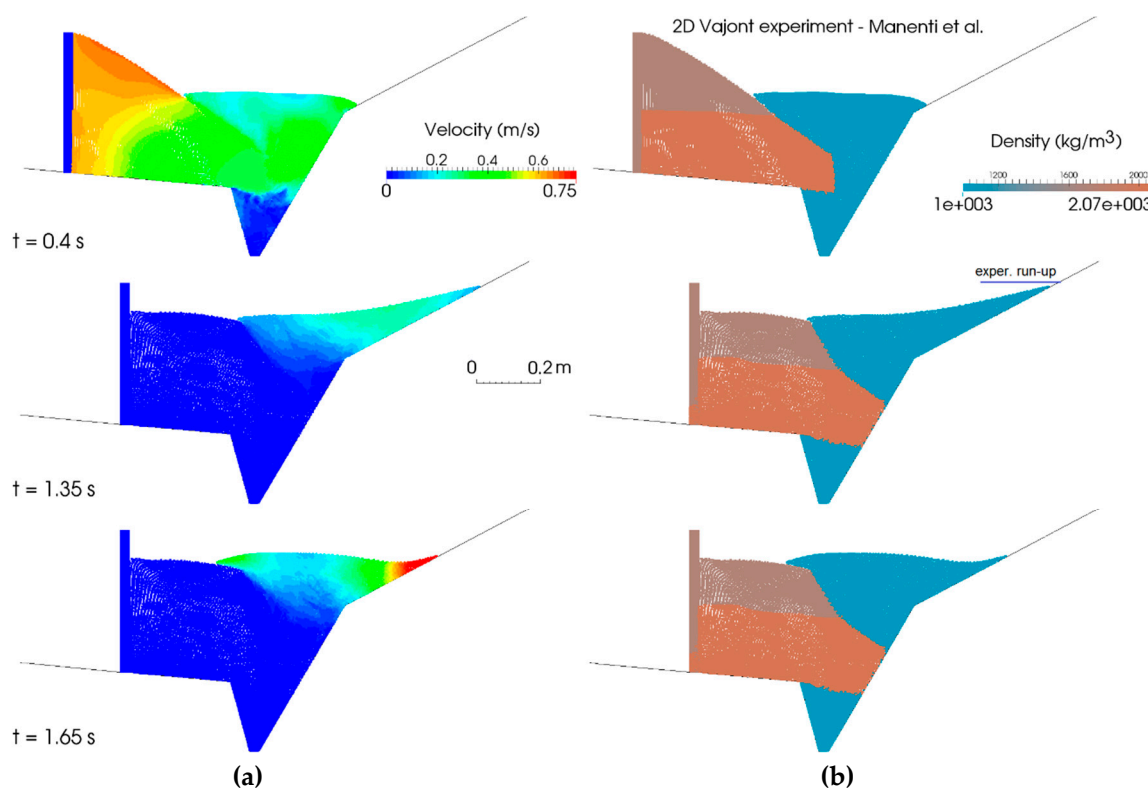 2D Vajont experiment - Manenti et al.
Velocity (m/s)
0.2 0.4 0.6
0 0.75
Density (kg/m3)
1200 1600 2000
1e+003 2.07e+003
t = 0.4 s
exper. run-up
0 0.2 m
t = 1.35 s
t = 1.65 s
(a) (b)